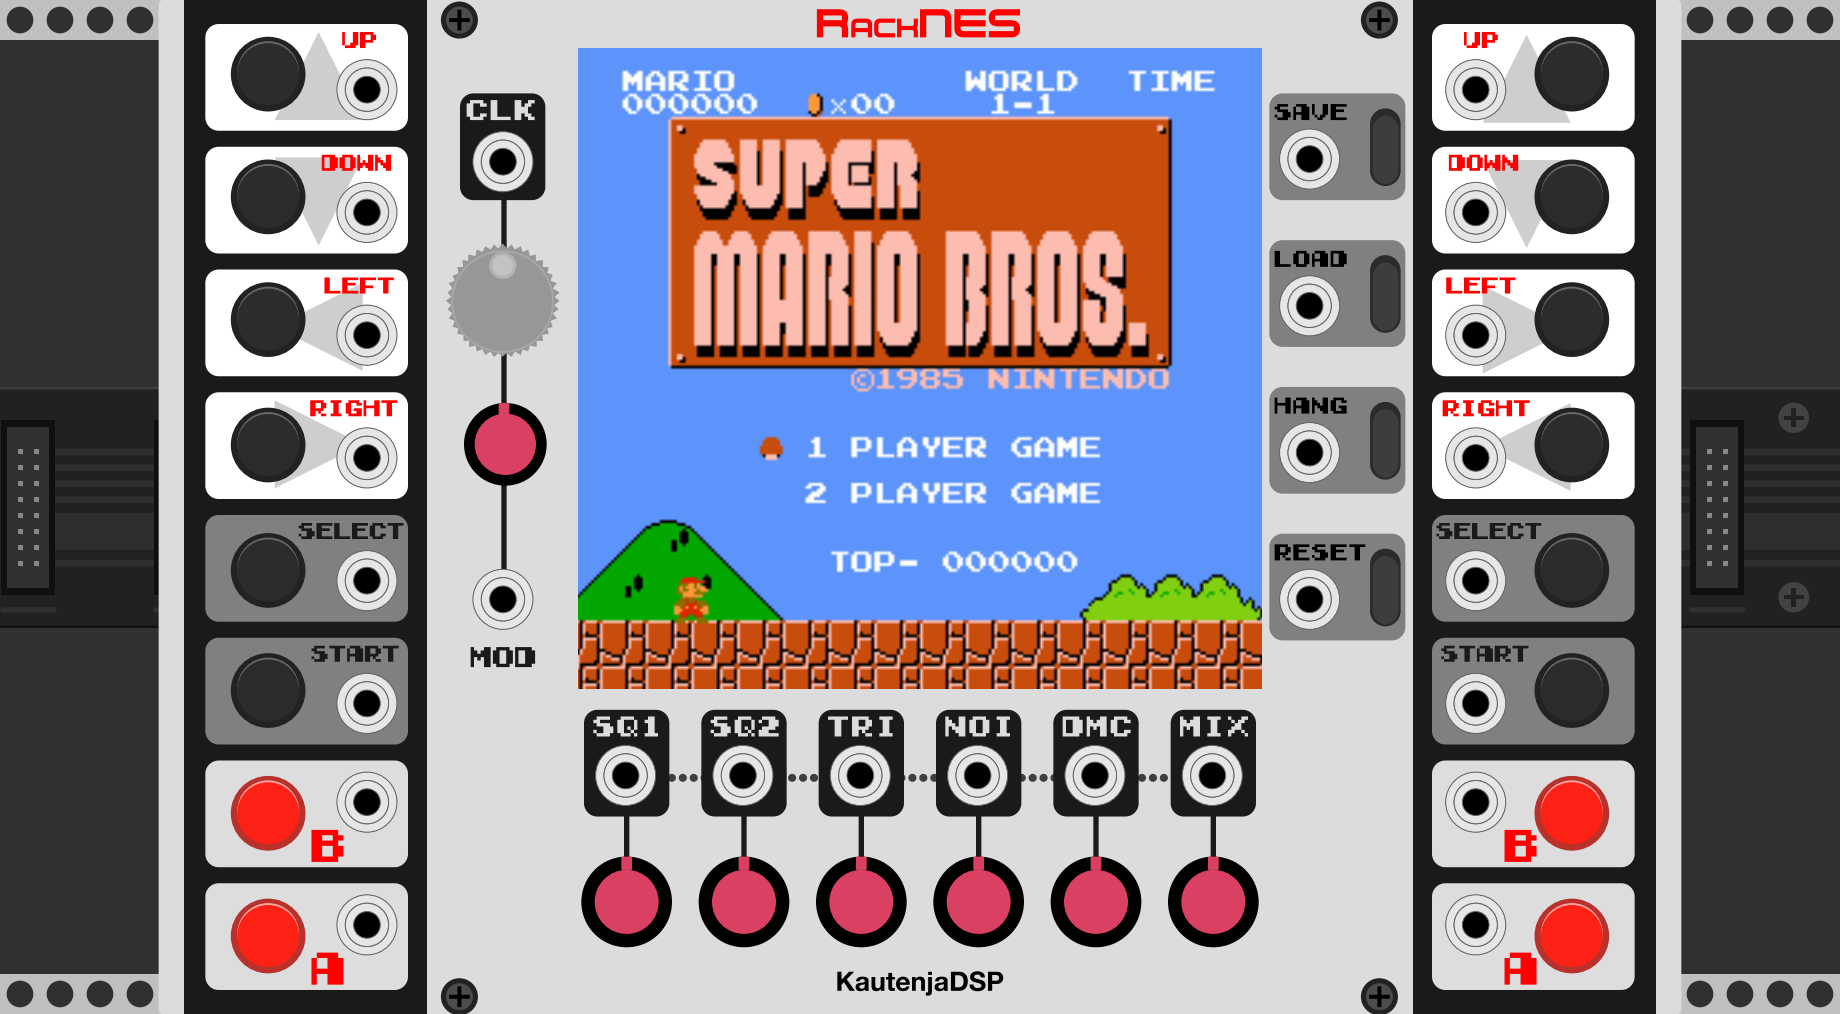 RackNES
UP
DOWN
LEFT
RIGHT
SELECT
START
B
A
CLK
MOD
MARIO WORLD TIME
000000 x00 1-1
SUPER
MARIO BROS.
©1985 NINTENDO
1 PLAYER GAME
2 PLAYER GAME
TOP- 000000
SAVE
LOAD
HANG
RESET
SQ1 SQ2 TRI NOI DMC MIX
KautenjaDSP
UP
DOWN
LEFT
RIGHT
SELECT
START
B
A